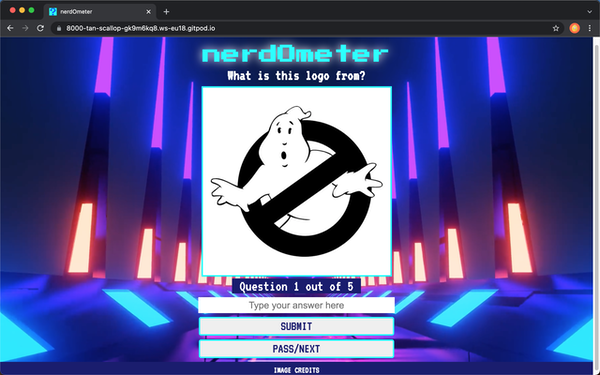 nerdOmeter
8000-tan-scallop-gk9m6kq8.ws-eu18.gitpod.io
nerdOmeter
What is this logo from?
Question 1 out of 5
Type your answer here
SUBMIT
PASS/NEXT
IMAGE CREDITS